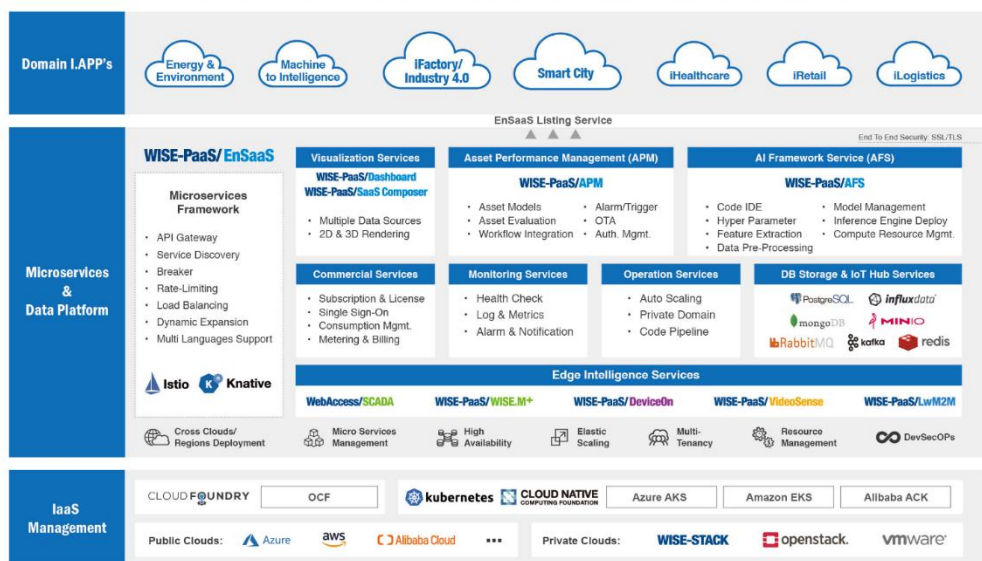 Domain I.APP's
Energy &
Environment
Machine
to Intelligence
iFactory/
Industry 4.0
Smart City
iHealthcare
iRetail
iLogistics
EnSaaS Listing Service
End To End Security: SSL/TLS
Microservices
&
Data Platform
WISE-PaaS/EnSaaS
Microservices
Framework
· API Gateway
· Service Discovery
· Breaker
· Rate-Limiting
· Load Balancing
· Dynamic Expansion
· Multi Languages Support
Istio
Knative
Visualization Services
WISE-PaaS/Dashboard
WISE-PaaS/SaaS Composer
· Multiple Data Sources
· 2D & 3D Rendering
Asset Performance Management (APM)
WISE-PaaS/APM
· Asset Models
· Asset Evaluation
· Workflow Integration
· Alarm/Trigger
· OTA
· Auth. Mgmt.
AI Framework Service (AFS)
WISE-PaaS/AFS
· Code IDE
· Hyper Parameter
· Feature Extraction
· Data Pre-Processing
· Model Management
· Inference Engine Deploy
· Compute Resource Mgmt.
Commercial Services
· Subscription & License
· Single Sign-On
· Consumption Mgmt.
· Metering & Billing
Monitoring Services
· Health Check
· Log & Metrics
· Alarm & Notification
Operation Services
· Auto Scaling
· Private Domain
· Code Pipeline
DB Storage & IoT Hub Services
PostgreSQL
influxdata
mongoDB
MINIO
RabbitMQ
kafka
redis
Edge Intelligence Services
WebAccess/SCADA
WISE-PaaS/WISE.M+
WISE-PaaS/DeviceOn
WISE-PaaS/VideoSense
WISE-PaaS/LwM2M
Cross Clouds/
Regions Deployment
Micro Services
Management
High
Availability
Elastic
Scaling
Multi-
Tenancy
Resource
Management
DevSecOPs
IaaS
Management
CLOUD FOUNDRY
OCF
kubernetes
CLOUD NATIVE
COMPUTING FOUNDATION
Azure AKS
Amazon EKS
Alibaba ACK
Public Clouds:
Azure
aws
Alibaba Cloud
...
Private Clouds:
WISE-STACK
openstack.
vmware